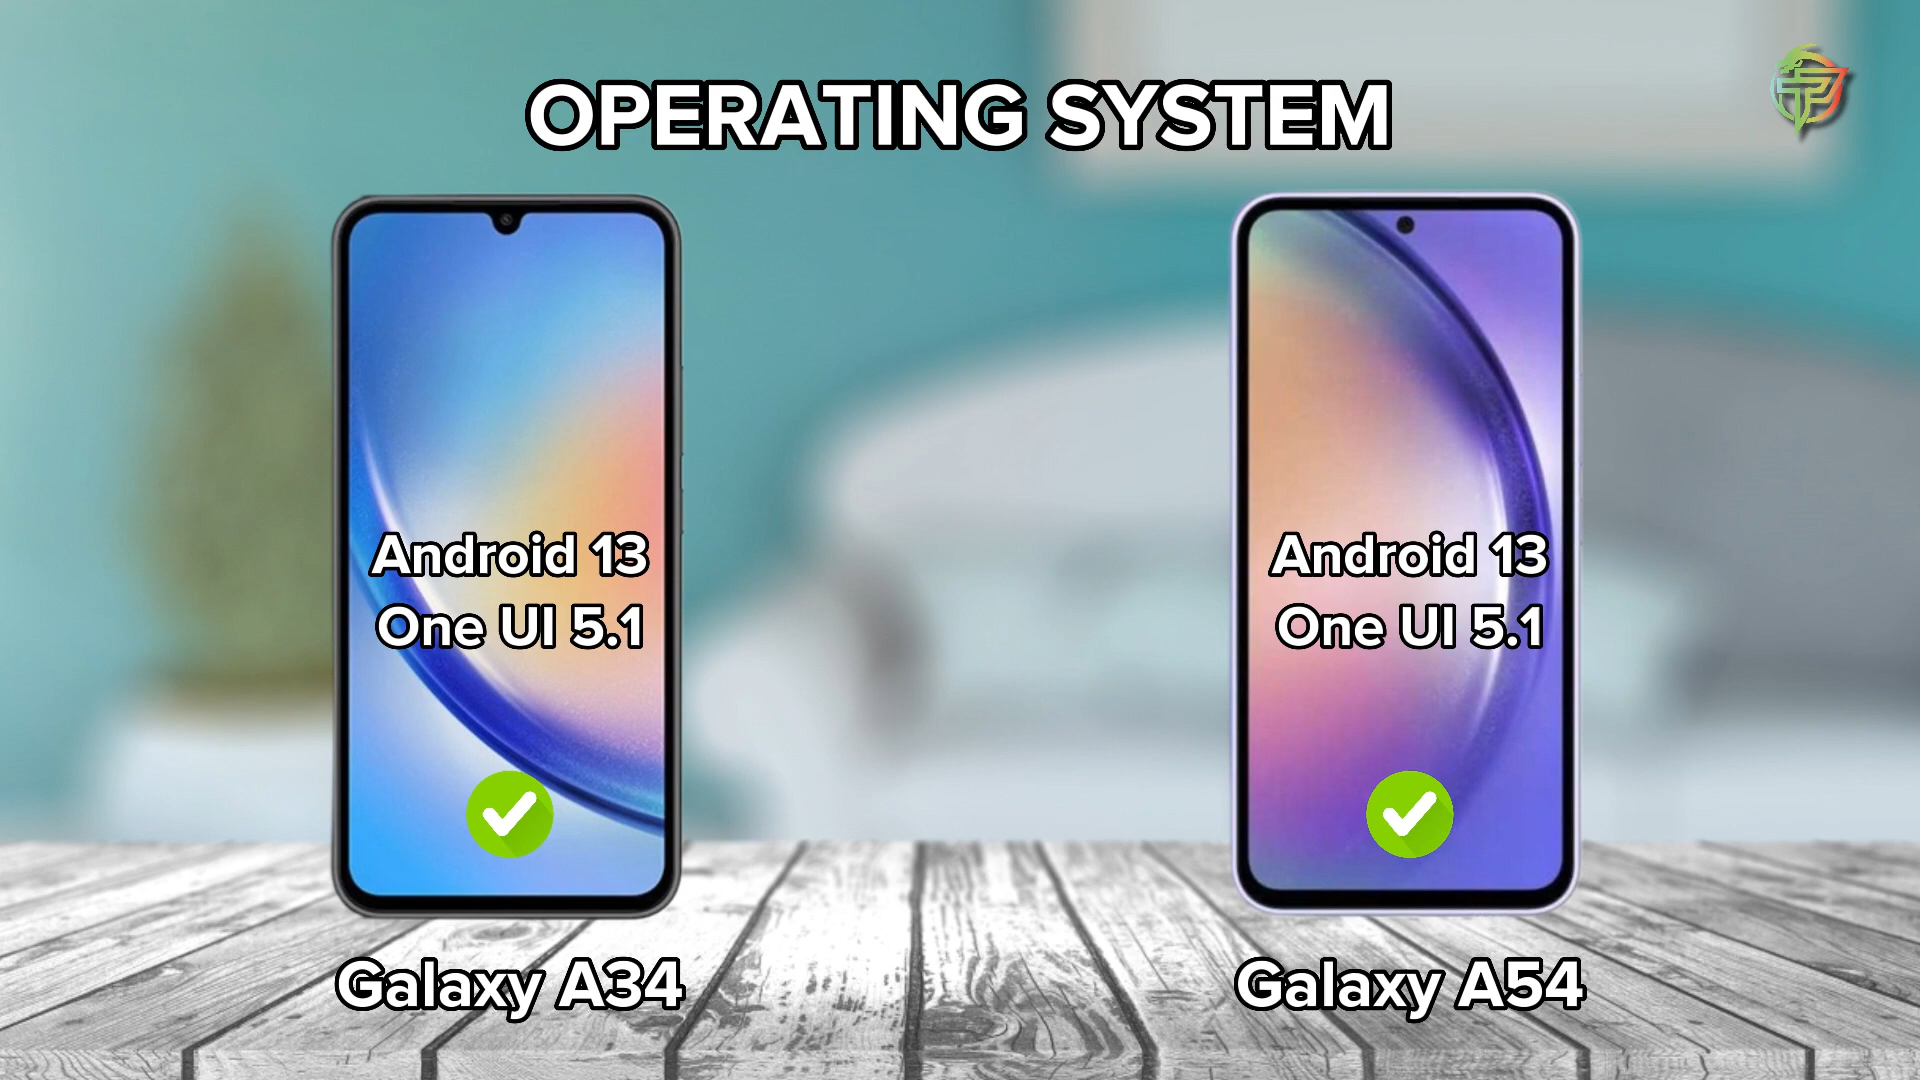 OPERATING SYSTEM
Android 13
One UI 5.1
Android 13
One UI 5.1
Galaxy A34
Galaxy A54